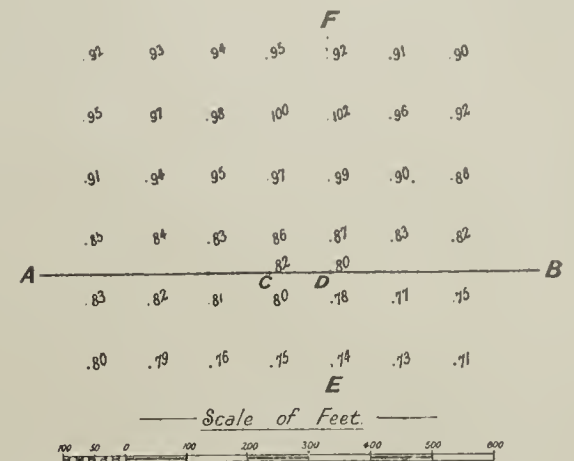 F
.92 93 94 .95 .92 .91 .90
.95 97 .98 100 .102 .96 .92
.91 .94 95 .97 .99 .90. .88
.85 84 .83 86 .87 .83 .82
82 .80
A C D B
.83 .82 .81 80 .78 .77 .75
.80 .79 .76 .75 .74 .73 .71
E
Scale of Feet.
100 50 0 100 200 300 400 500 600